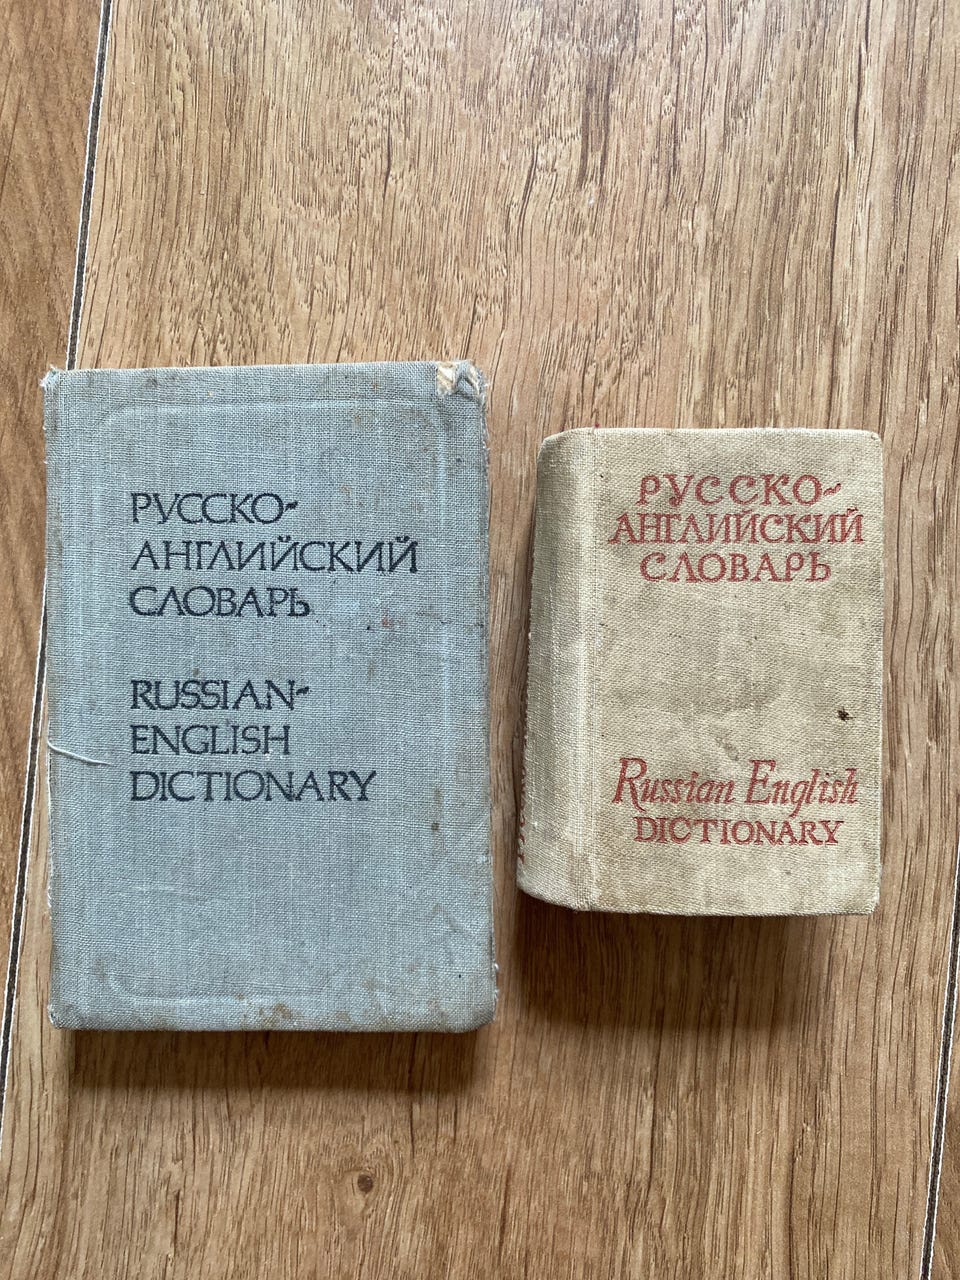 РУССКО-
АНГЛИЙСКИЙ
СЛОВАРЬ
RUSSIAN-
ENGLISH
DICTIONARY
РУССКО-
АНГЛИЙСКИЙ
СЛОВАРЬ
Russian English
DICTIONARY